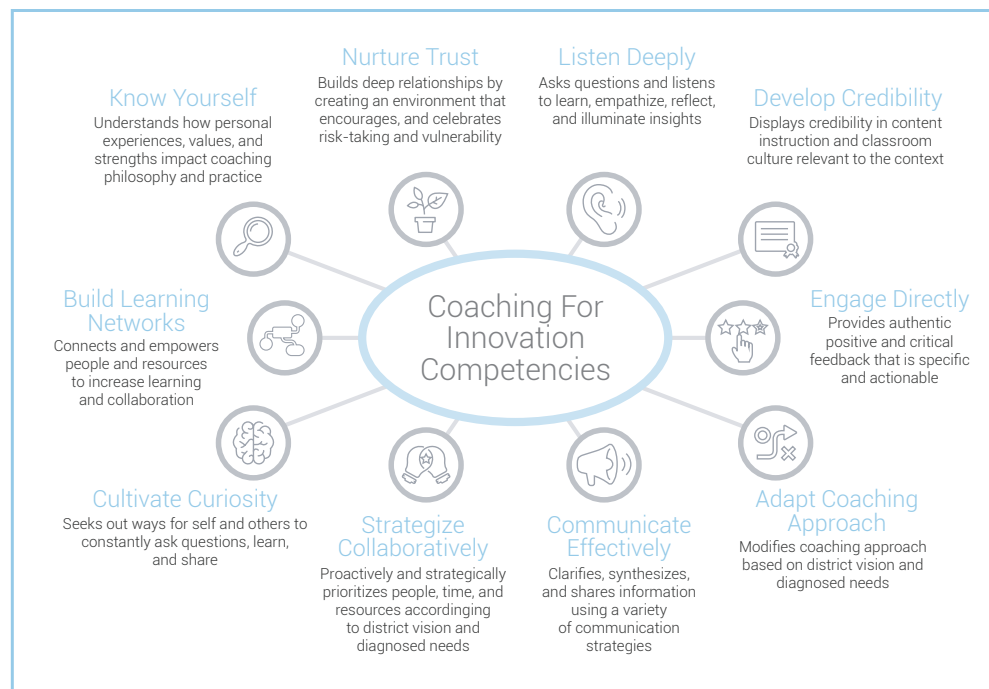 Nurture Trust
Builds deep relationships by
creating an environment that
encourages, and celebrates
risk-taking and vulnerability
Listen Deeply
Asks questions and listens
to learn, empathize, reflect,
and illuminate insights
Know Yourself
Understands how personal
experiences, values, and
strengths impact coaching
philosophy and practice
Develop Credibility
Displays credibility in content
instruction and classroom
culture relevant to the context
Coaching For
Innovation
Competencies
Build Learning
Networks
Connects and empowers
people and resources
to increase learning
and collaboration
Engage Directly
Provides authentic
positive and critical
feedback that is specific
and actionable
Cultivate Curiosity
Seeks out ways for self and others to
constantly ask questions, learn,
and share
Strategize
Collaboratively
Proactively and strategically
prioritizes people, time, and
resources accordinging
to district vision and
diagnosed needs
Communicate
Effectively
Clarifies, synthesizes,
and shares information
using a variety
of communication
strategies
Adapt Coaching
Approach
Modifies coaching approach
based on district vision and
diagnosed needs